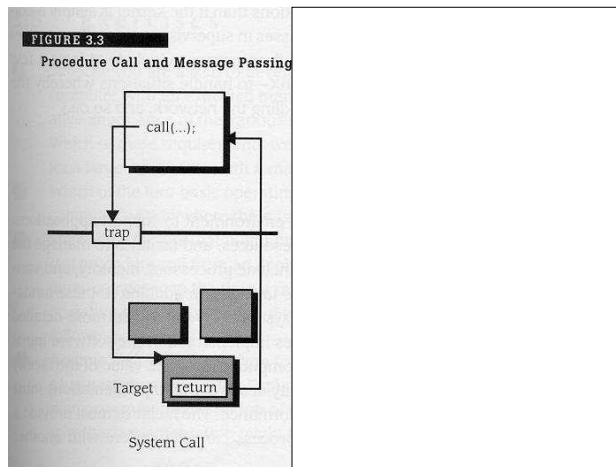 FIGURE 3.3
Procedure Call and Message Passing
call(...);
trap
Target
return
System Call